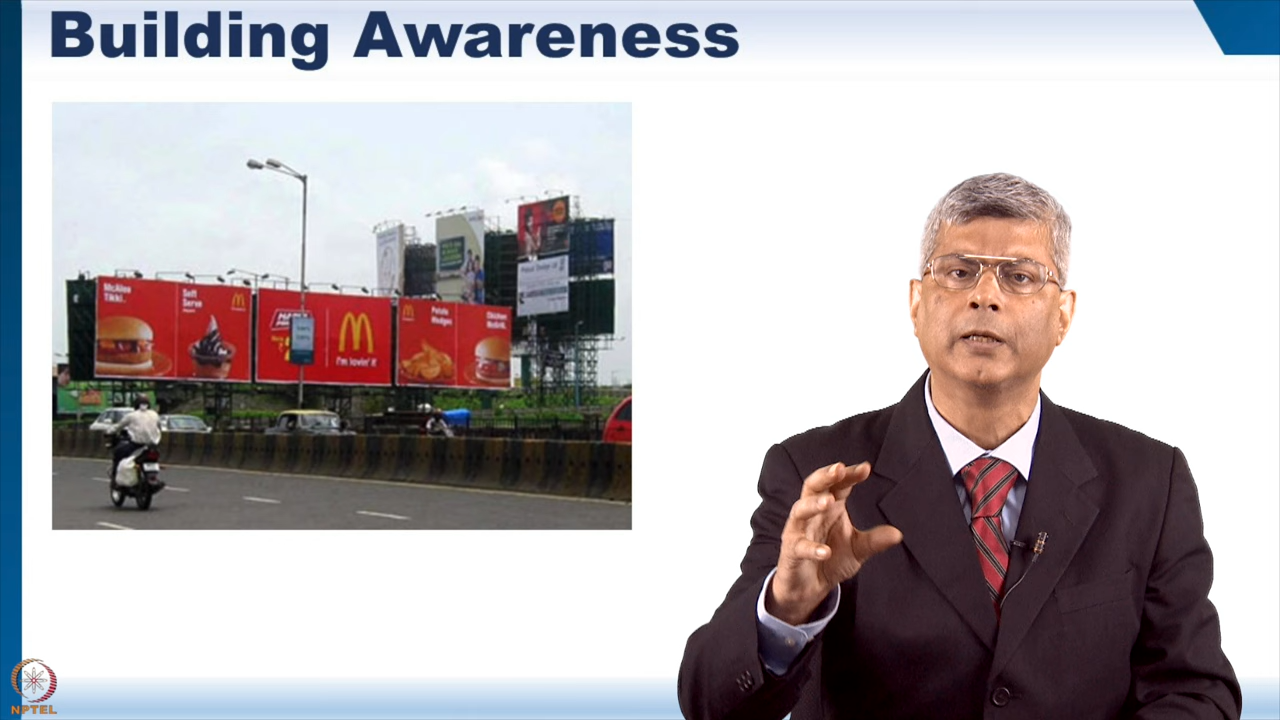 Building Awareness
McAloo
Tikki.
Soft
Serve
i'm lovin' it
Potato
Wedges
Chicken
McGrill.
NPTEL